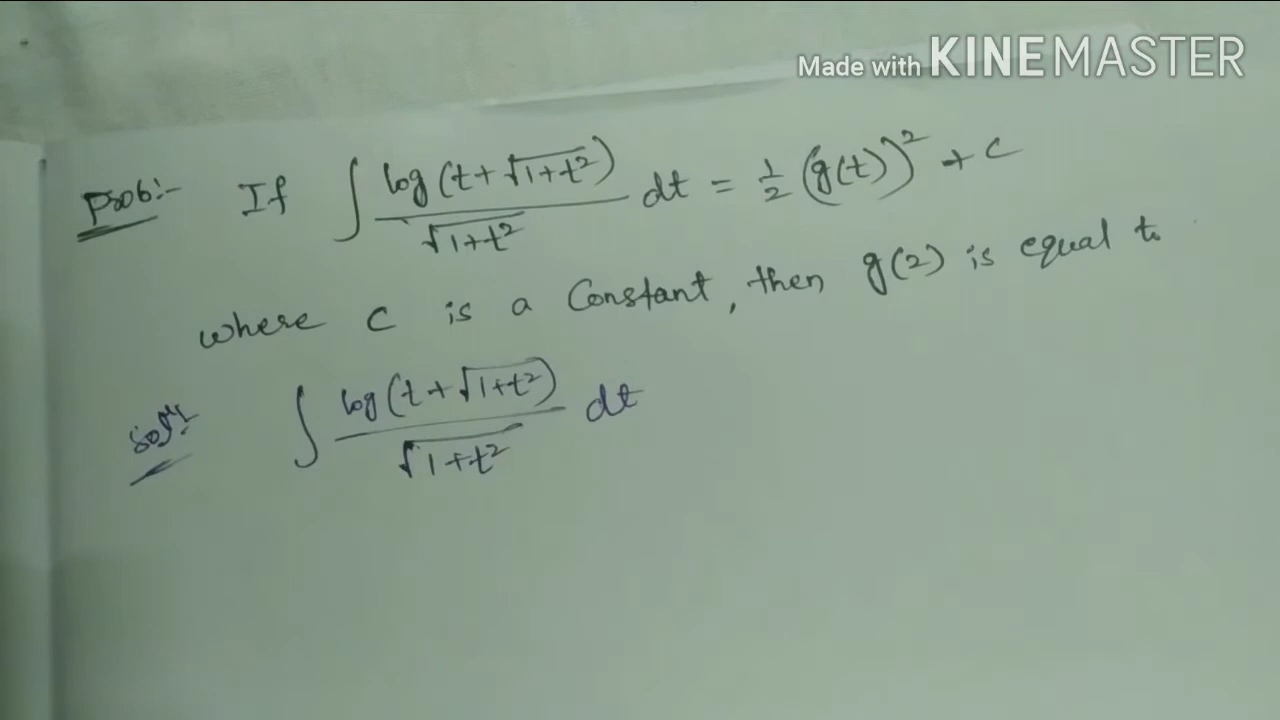 Made with KINEMASTER
Prob:- If ∫ log(t+√1+t²) / √1+t² dt = 1/2 (g(t))² + c
where c is a constant, then g(2) is equal to
Solⁿ:- ∫ log(t+√1+t²) / √1+t² dt